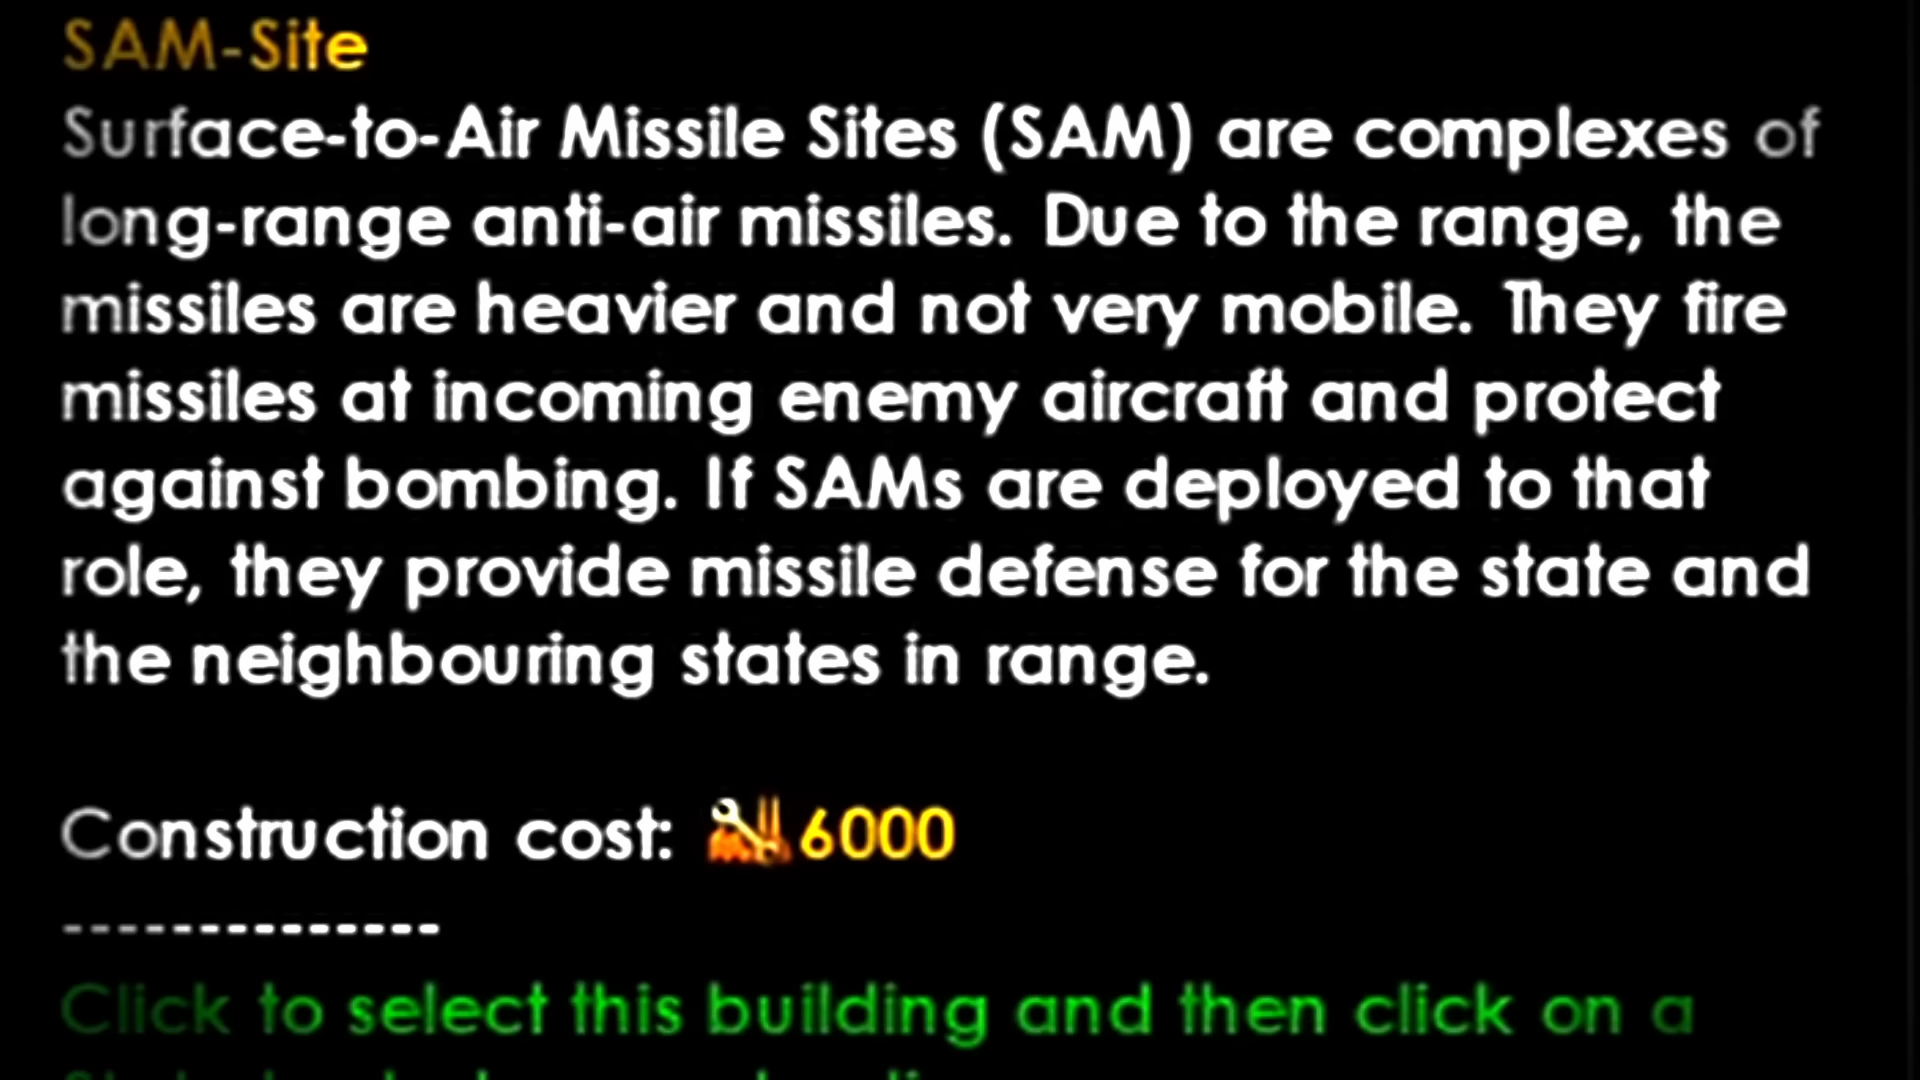 SAM-Site
Surface-to-Air Missile Sites (SAM) are complexes of
long-range anti-air missiles. Due to the range, the
missiles are heavier and not very mobile. They fire
missiles at incoming enemy aircraft and protect
against bombing. If SAMs are deployed to that
role, they provide missile defense for the state and
the neighbouring states in range.
Construction cost: 6000
--------------
Click to select this building and then click on a